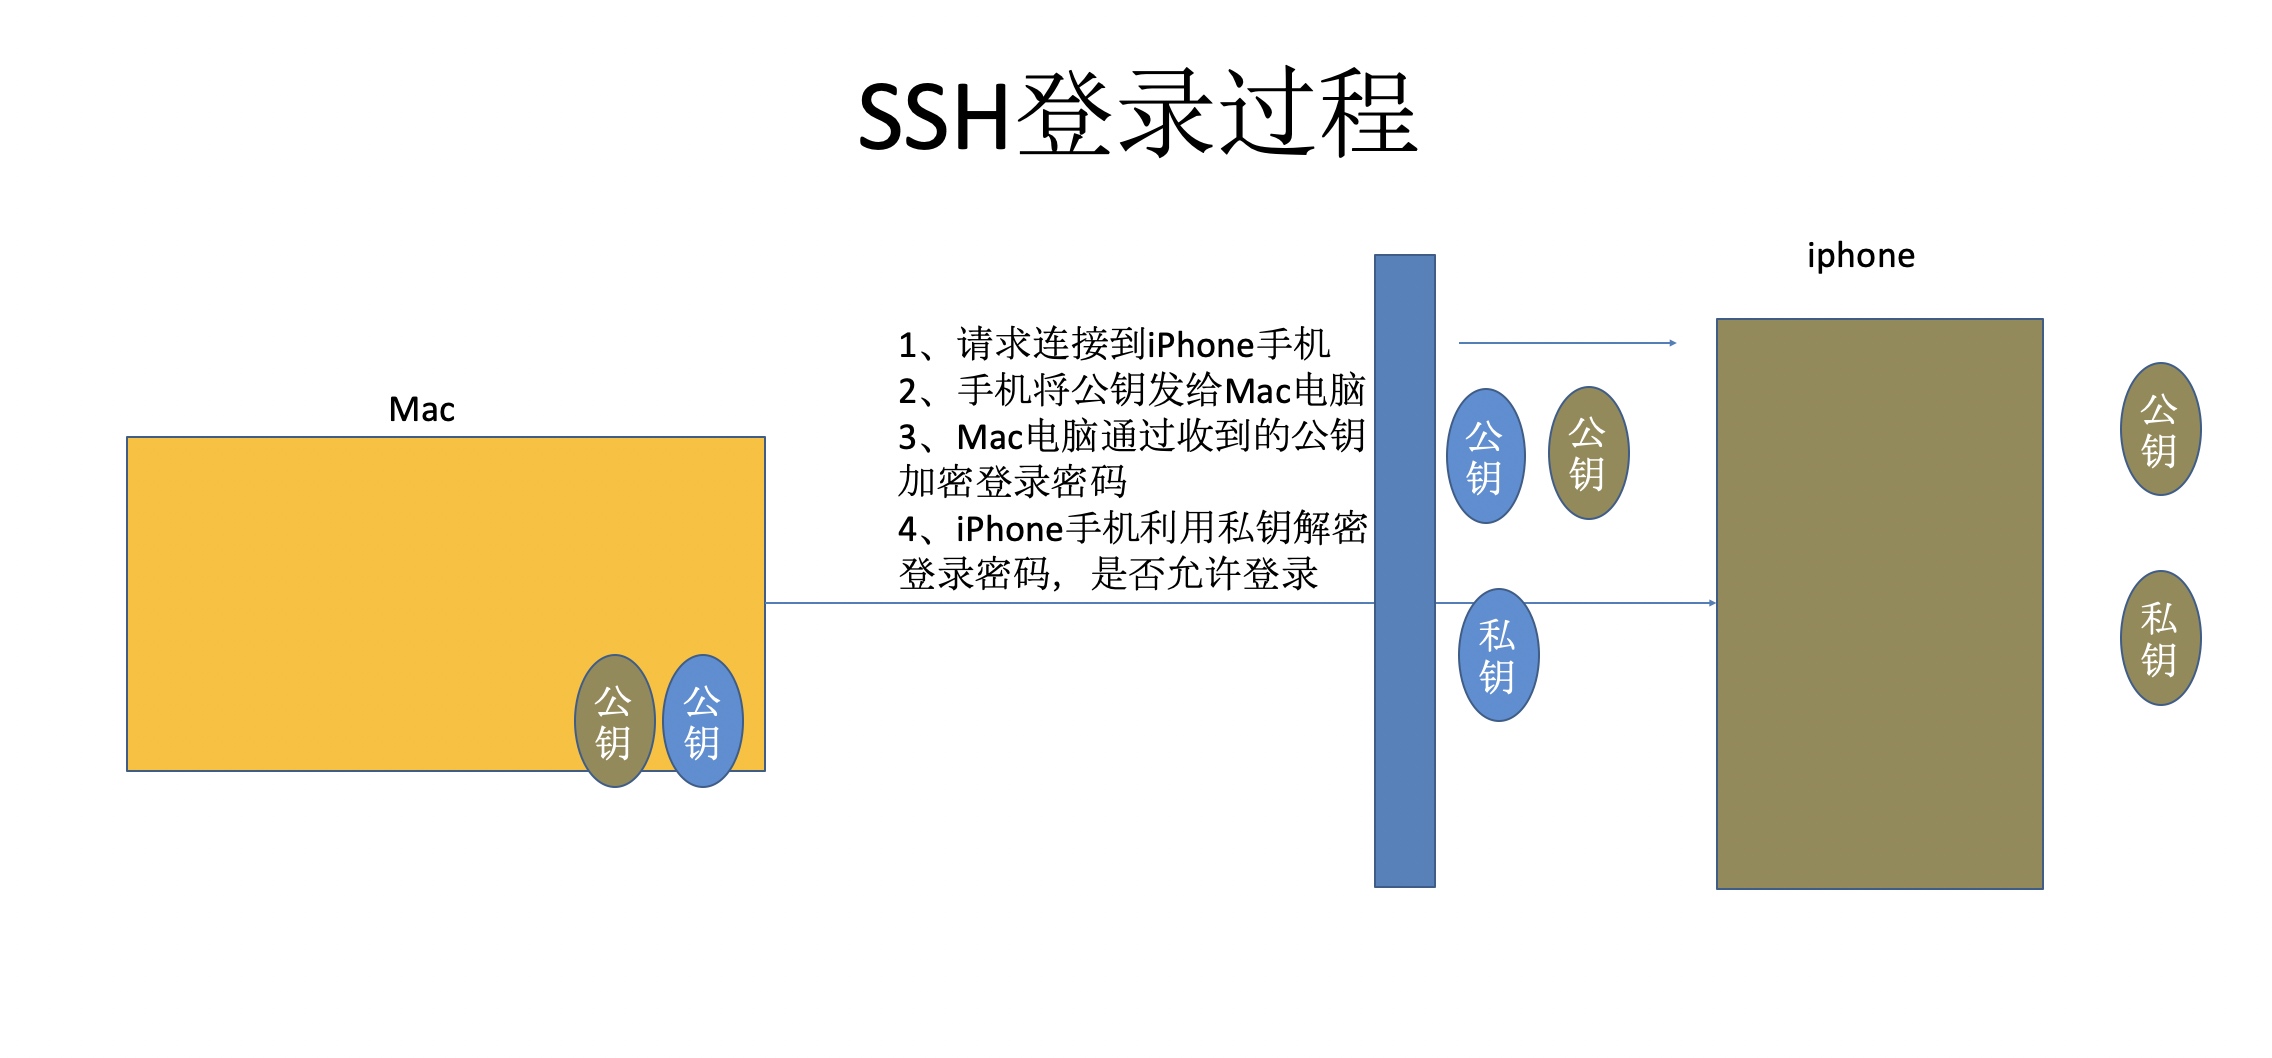 SSH登录过程
iphone
Mac
1、请求连接到iPhone手机
2、手机将公钥发给Mac电脑
3、Mac电脑通过收到的公钥
加密登录密码
4、iPhone手机利用私钥解密
登录密码，是否允许登录
公
钥
公
钥
公
钥
私
钥
私
钥
公
钥
公
钥